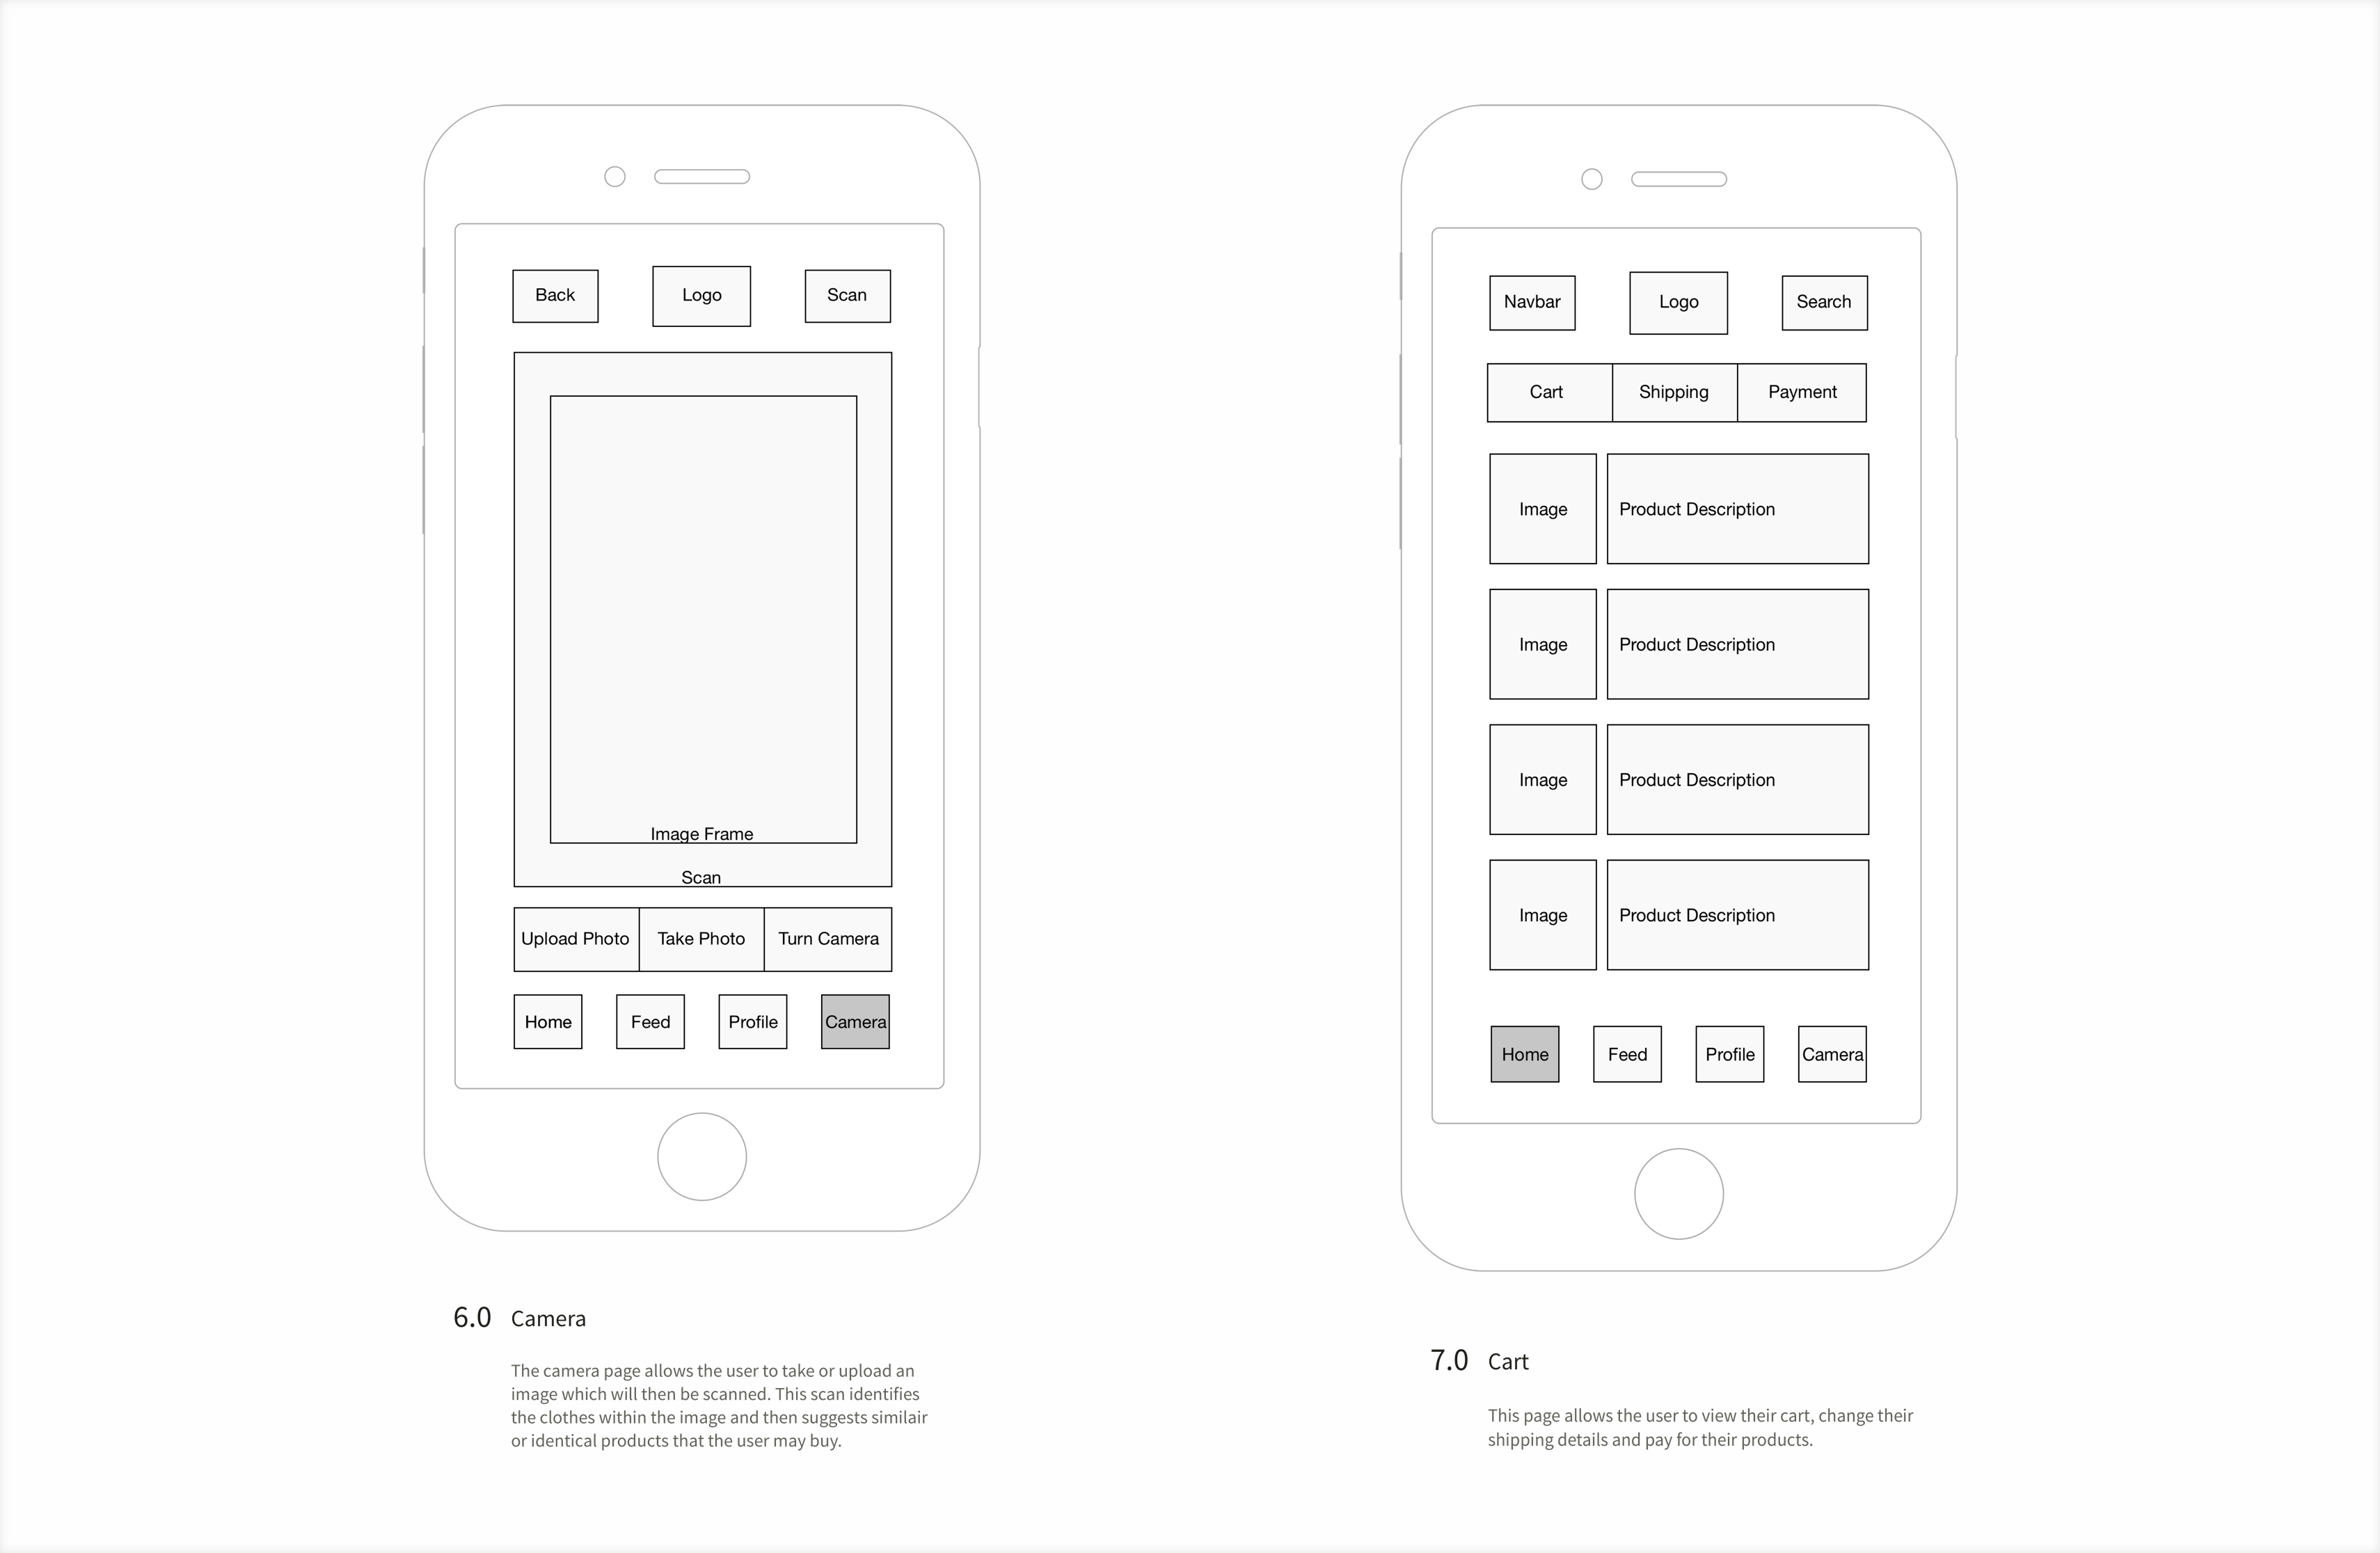 Back Logo Scan
Image Frame
Scan
Upload Photo Take Photo Turn Camera
Home Feed Profile Camera
6.0 Camera
The camera page allows the user to take or upload an
image which will then be scanned. This scan identifies
the clothes within the image and then suggests similair
or identical products that the user may buy.
Navbar Logo Search
Cart Shipping Payment
Image Product Description
Image Product Description
Image Product Description
Image Product Description
Home Feed Profile Camera
7.0 Cart
This page allows the user to view their cart, change their
shipping details and pay for their products.